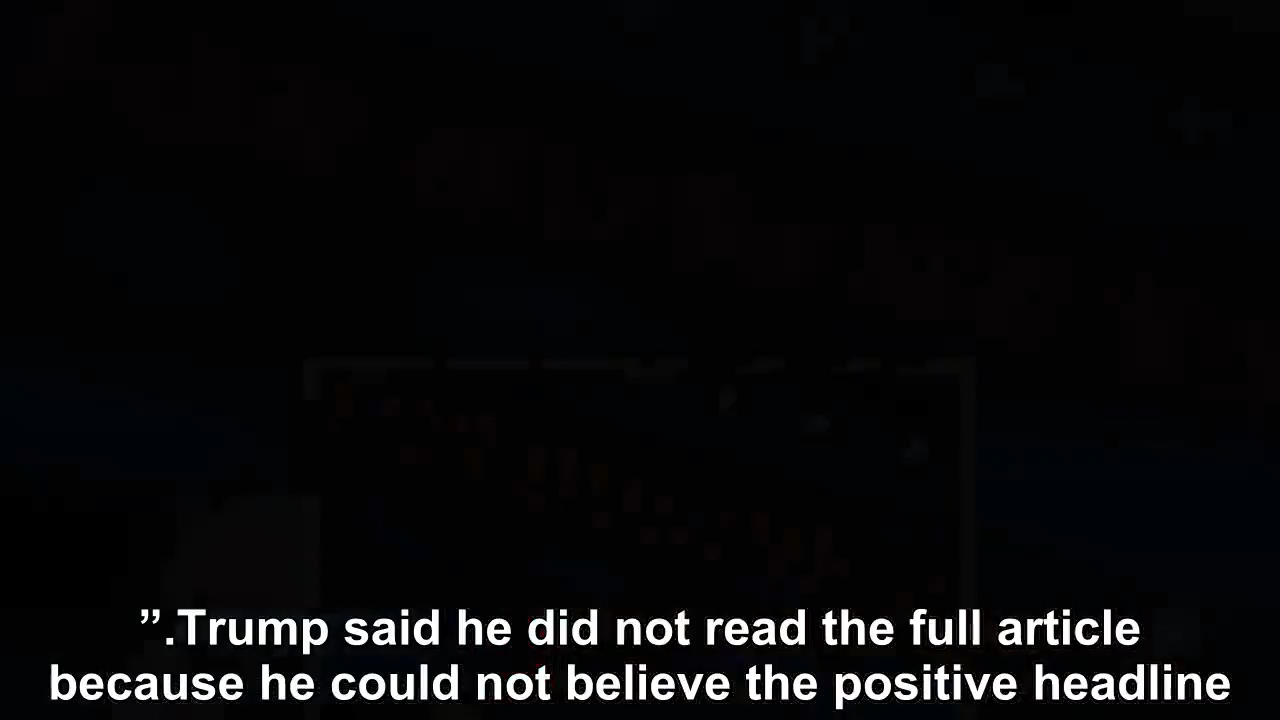 ”.Trump said he did not read the full article
because he could not believe the positive headline